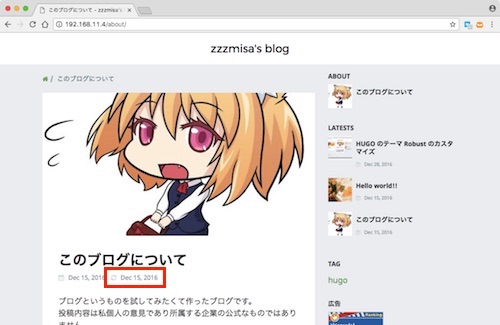 このブログについて - zzzmisa's
192.168.11.4/about/
zzzmisa's blog
/ このブログについて
このブログについて
Dec 15, 2016 Dec 15, 2016
ブログというものを試してみたくて作ったブログです。
投稿内容は私個人の意見であり所属する企業の公式なものではあり
ません。
ABOUT
このブログについて
LATESTS
HUGO のテーマ Robust のカスタ
マイズ
Dec 28, 2016
Hello world!!
Dec 15, 2016
このブログについて
Dec 15, 2016
TAG
hugo
広告
Ranking